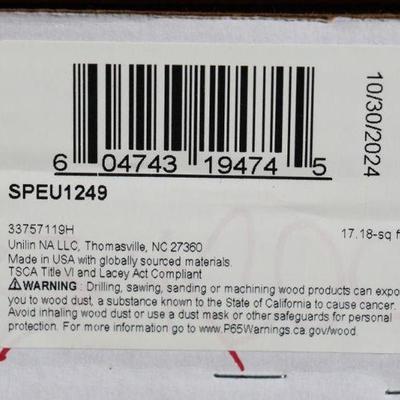 10/30/2024
6 04743 19474 5
SPEU1249
33757119H
17.18-sq f
Unilin NA LLC, Thomasville, NC 27360
Made in USA with globally sourced materials.
TSCA Title VI and Lacey Act Compliant
⚠WARNING : Drilling, sawing, sanding or machining wood products can expo
you to wood dust, a substance known to the State of California to cause cancer.
Avoid inhaling wood dust or use a dust mask or other safeguards for personal
protection. For more information go to www.P65Warnings.ca.gov/wood.